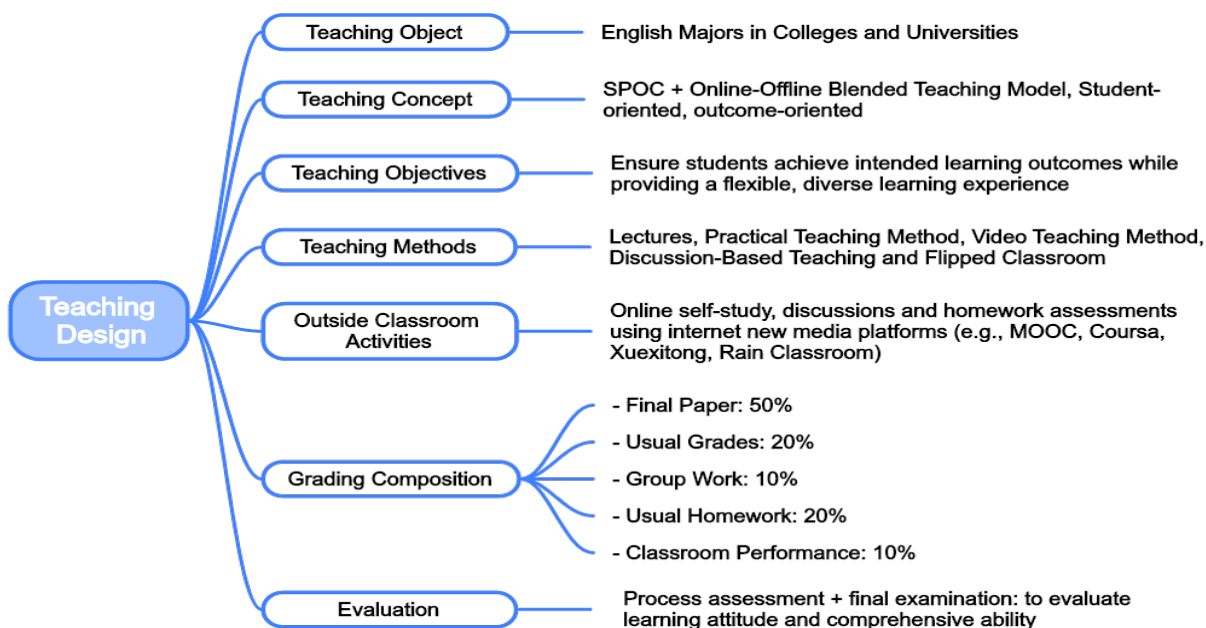 Teaching
Design
Teaching Object
English Majors in Colleges and Universities
Teaching Concept
SPOC + Online-Offline Blended Teaching Model, Student-
oriented, outcome-oriented
Teaching Objectives
Ensure students achieve intended learning outcomes while
providing a flexible, diverse learning experience
Teaching Methods
Lectures, Practical Teaching Method, Video Teaching Method,
Discussion-Based Teaching and Flipped Classroom
Outside Classroom
Activities
Online self-study, discussions and homework assessments
using internet new media platforms (e.g., MOOC, Coursa,
Xuexitong, Rain Classroom)
Grading Composition
- Final Paper: 50%
- Usual Grades: 20%
- Group Work: 10%
- Usual Homework: 20%
- Classroom Performance: 10%
Evaluation
Process assessment + final examination: to evaluate
learning attitude and comprehensive ability